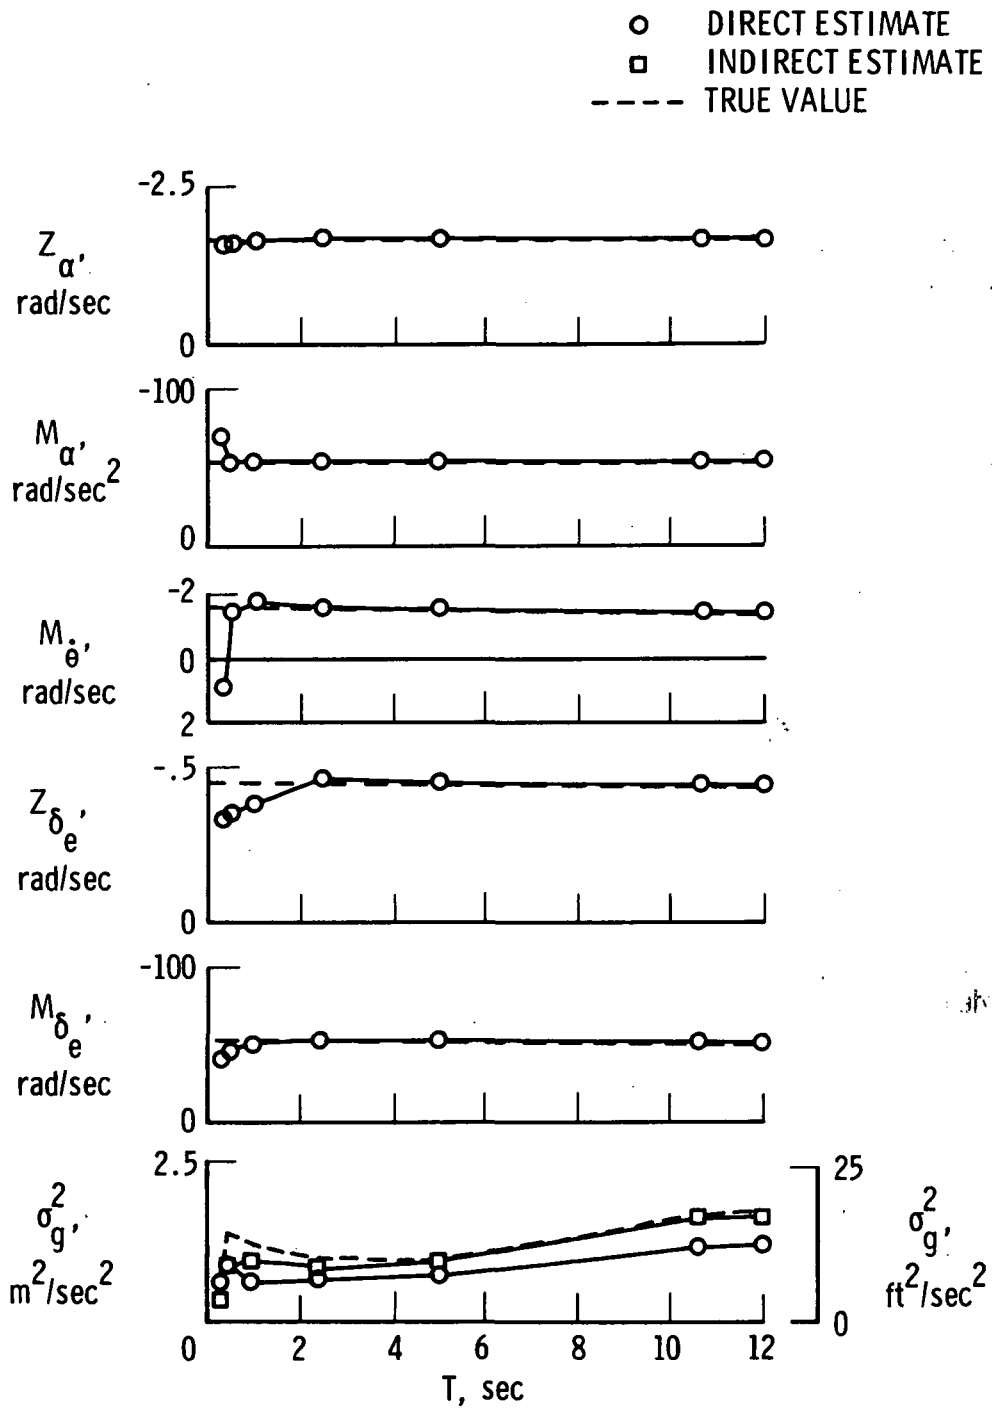 DIRECT ESTIMATE
INDIRECT ESTIMATE
TRUE VALUE
-2.5
Zα,
rad/sec
0
-100
Mα,
rad/sec²
0
-2
Mθ̇,
0
rad/sec
2
-.5
Zδe,
rad/sec
0
-100
Mδe,
rad/sec
0
2.5
25
σg²,
σg²,
m²/sec²
ft²/sec²
0
0 2 4 6 8 10 12
T, sec